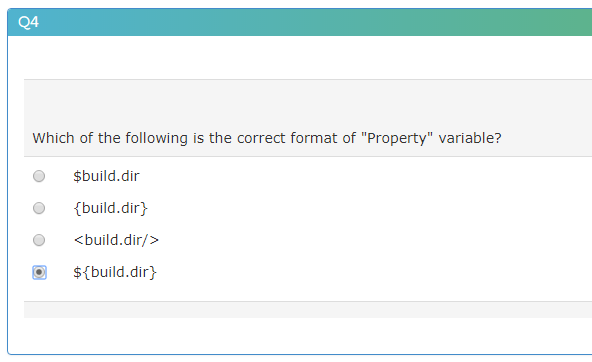 Q4
Which of the following is the correct format of "Property" variable?
$build.dir
{build.dir}
<build.dir/>
${build.dir}